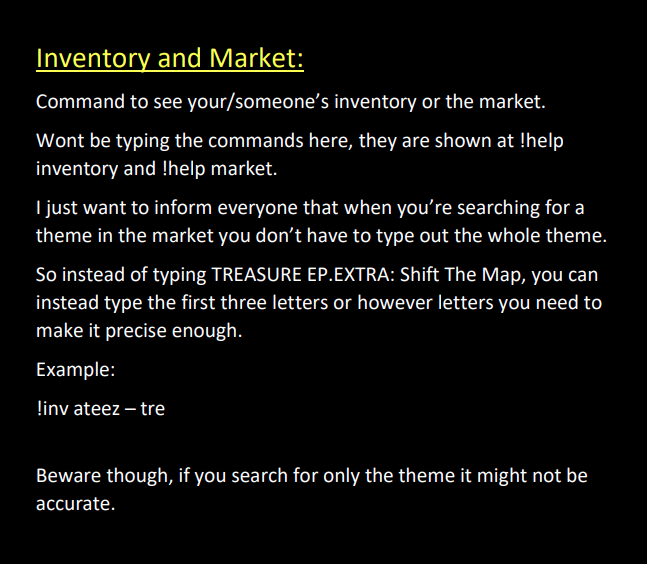 Inventory and Market:
Command to see your/someone’s inventory or the market.
Wont be typing the commands here, they are shown at !help
inventory and !help market.
I just want to inform everyone that when you’re searching for a
theme in the market you don’t have to type out the whole theme.
So instead of typing TREASURE EP.EXTRA: Shift The Map, you can
instead type the first three letters or however letters you need to
make it precise enough.
Example:
!inv ateez – tre
Beware though, if you search for only the theme it might not be
accurate.